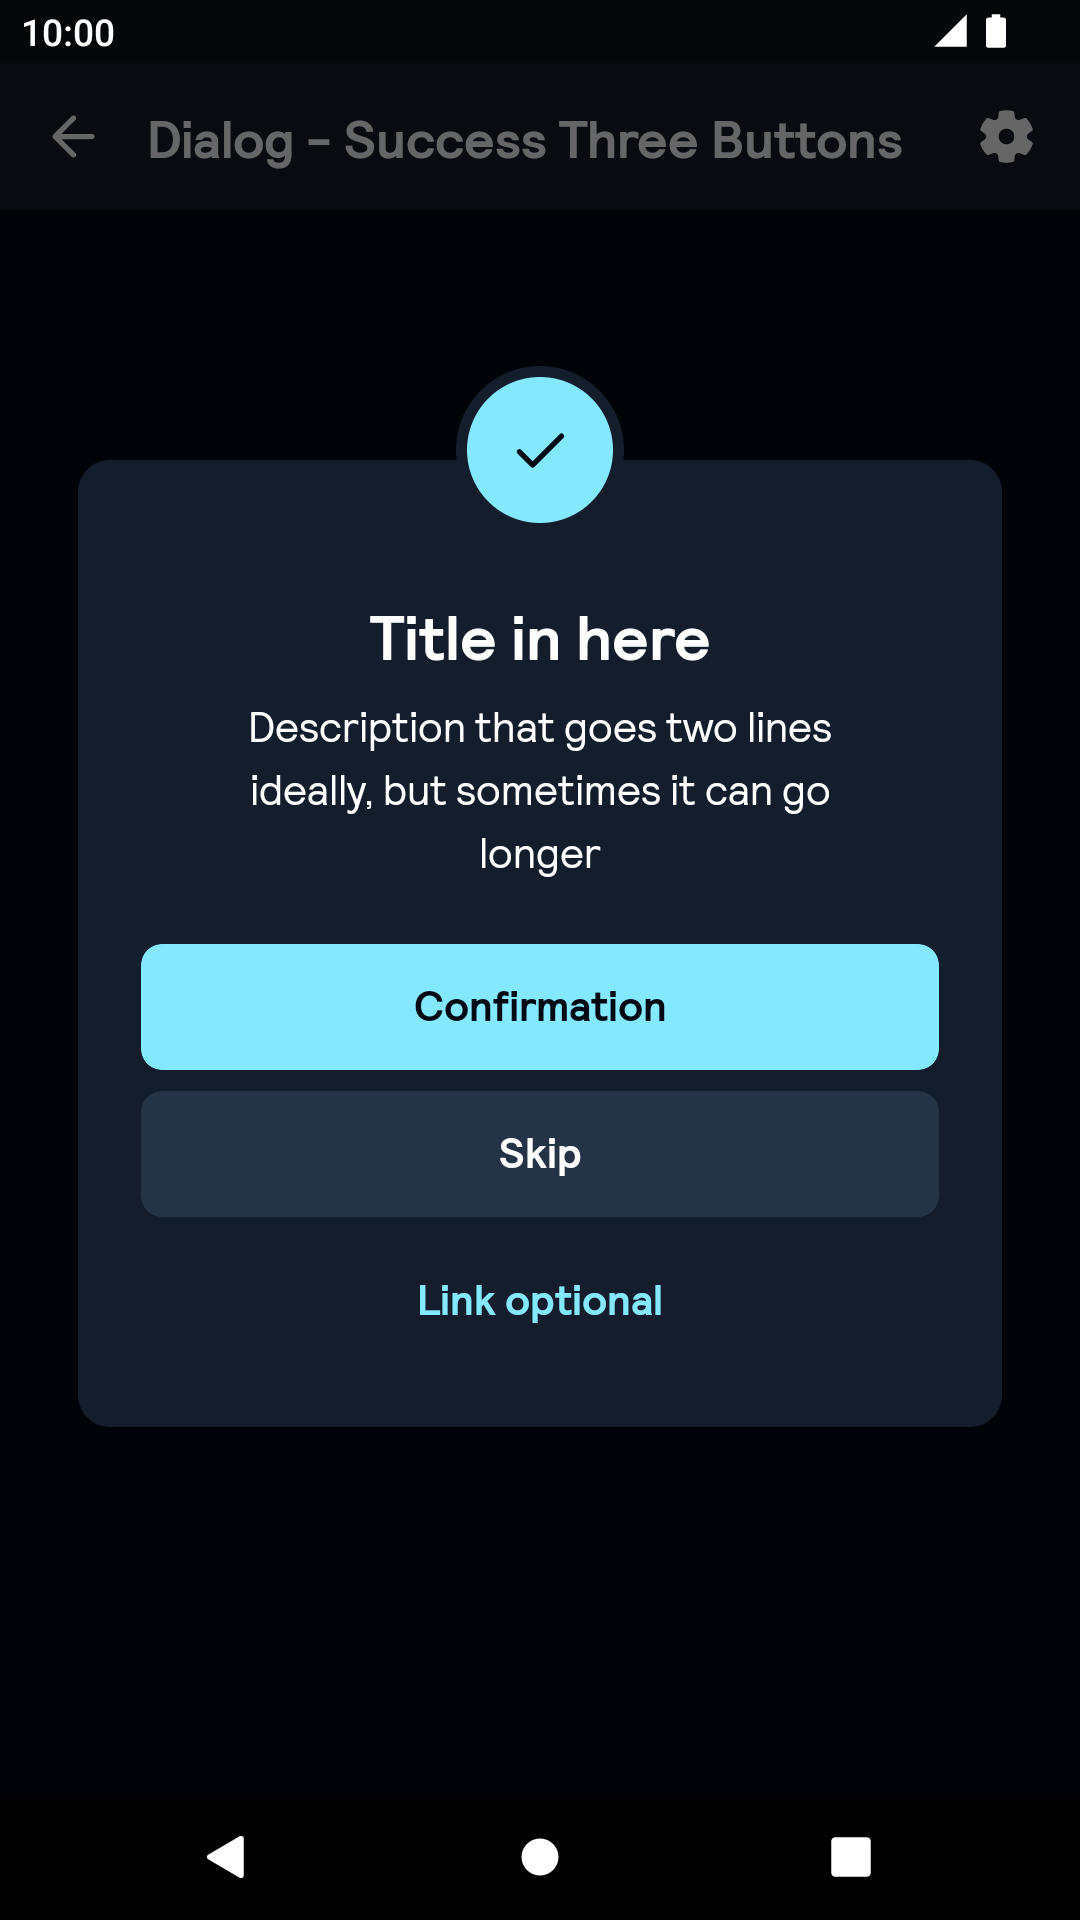 10:00
Dialog - Success Three Buttons
Title in here
Description that goes two lines
ideally, but sometimes it can go
longer
Confirmation
Skip
Link optional